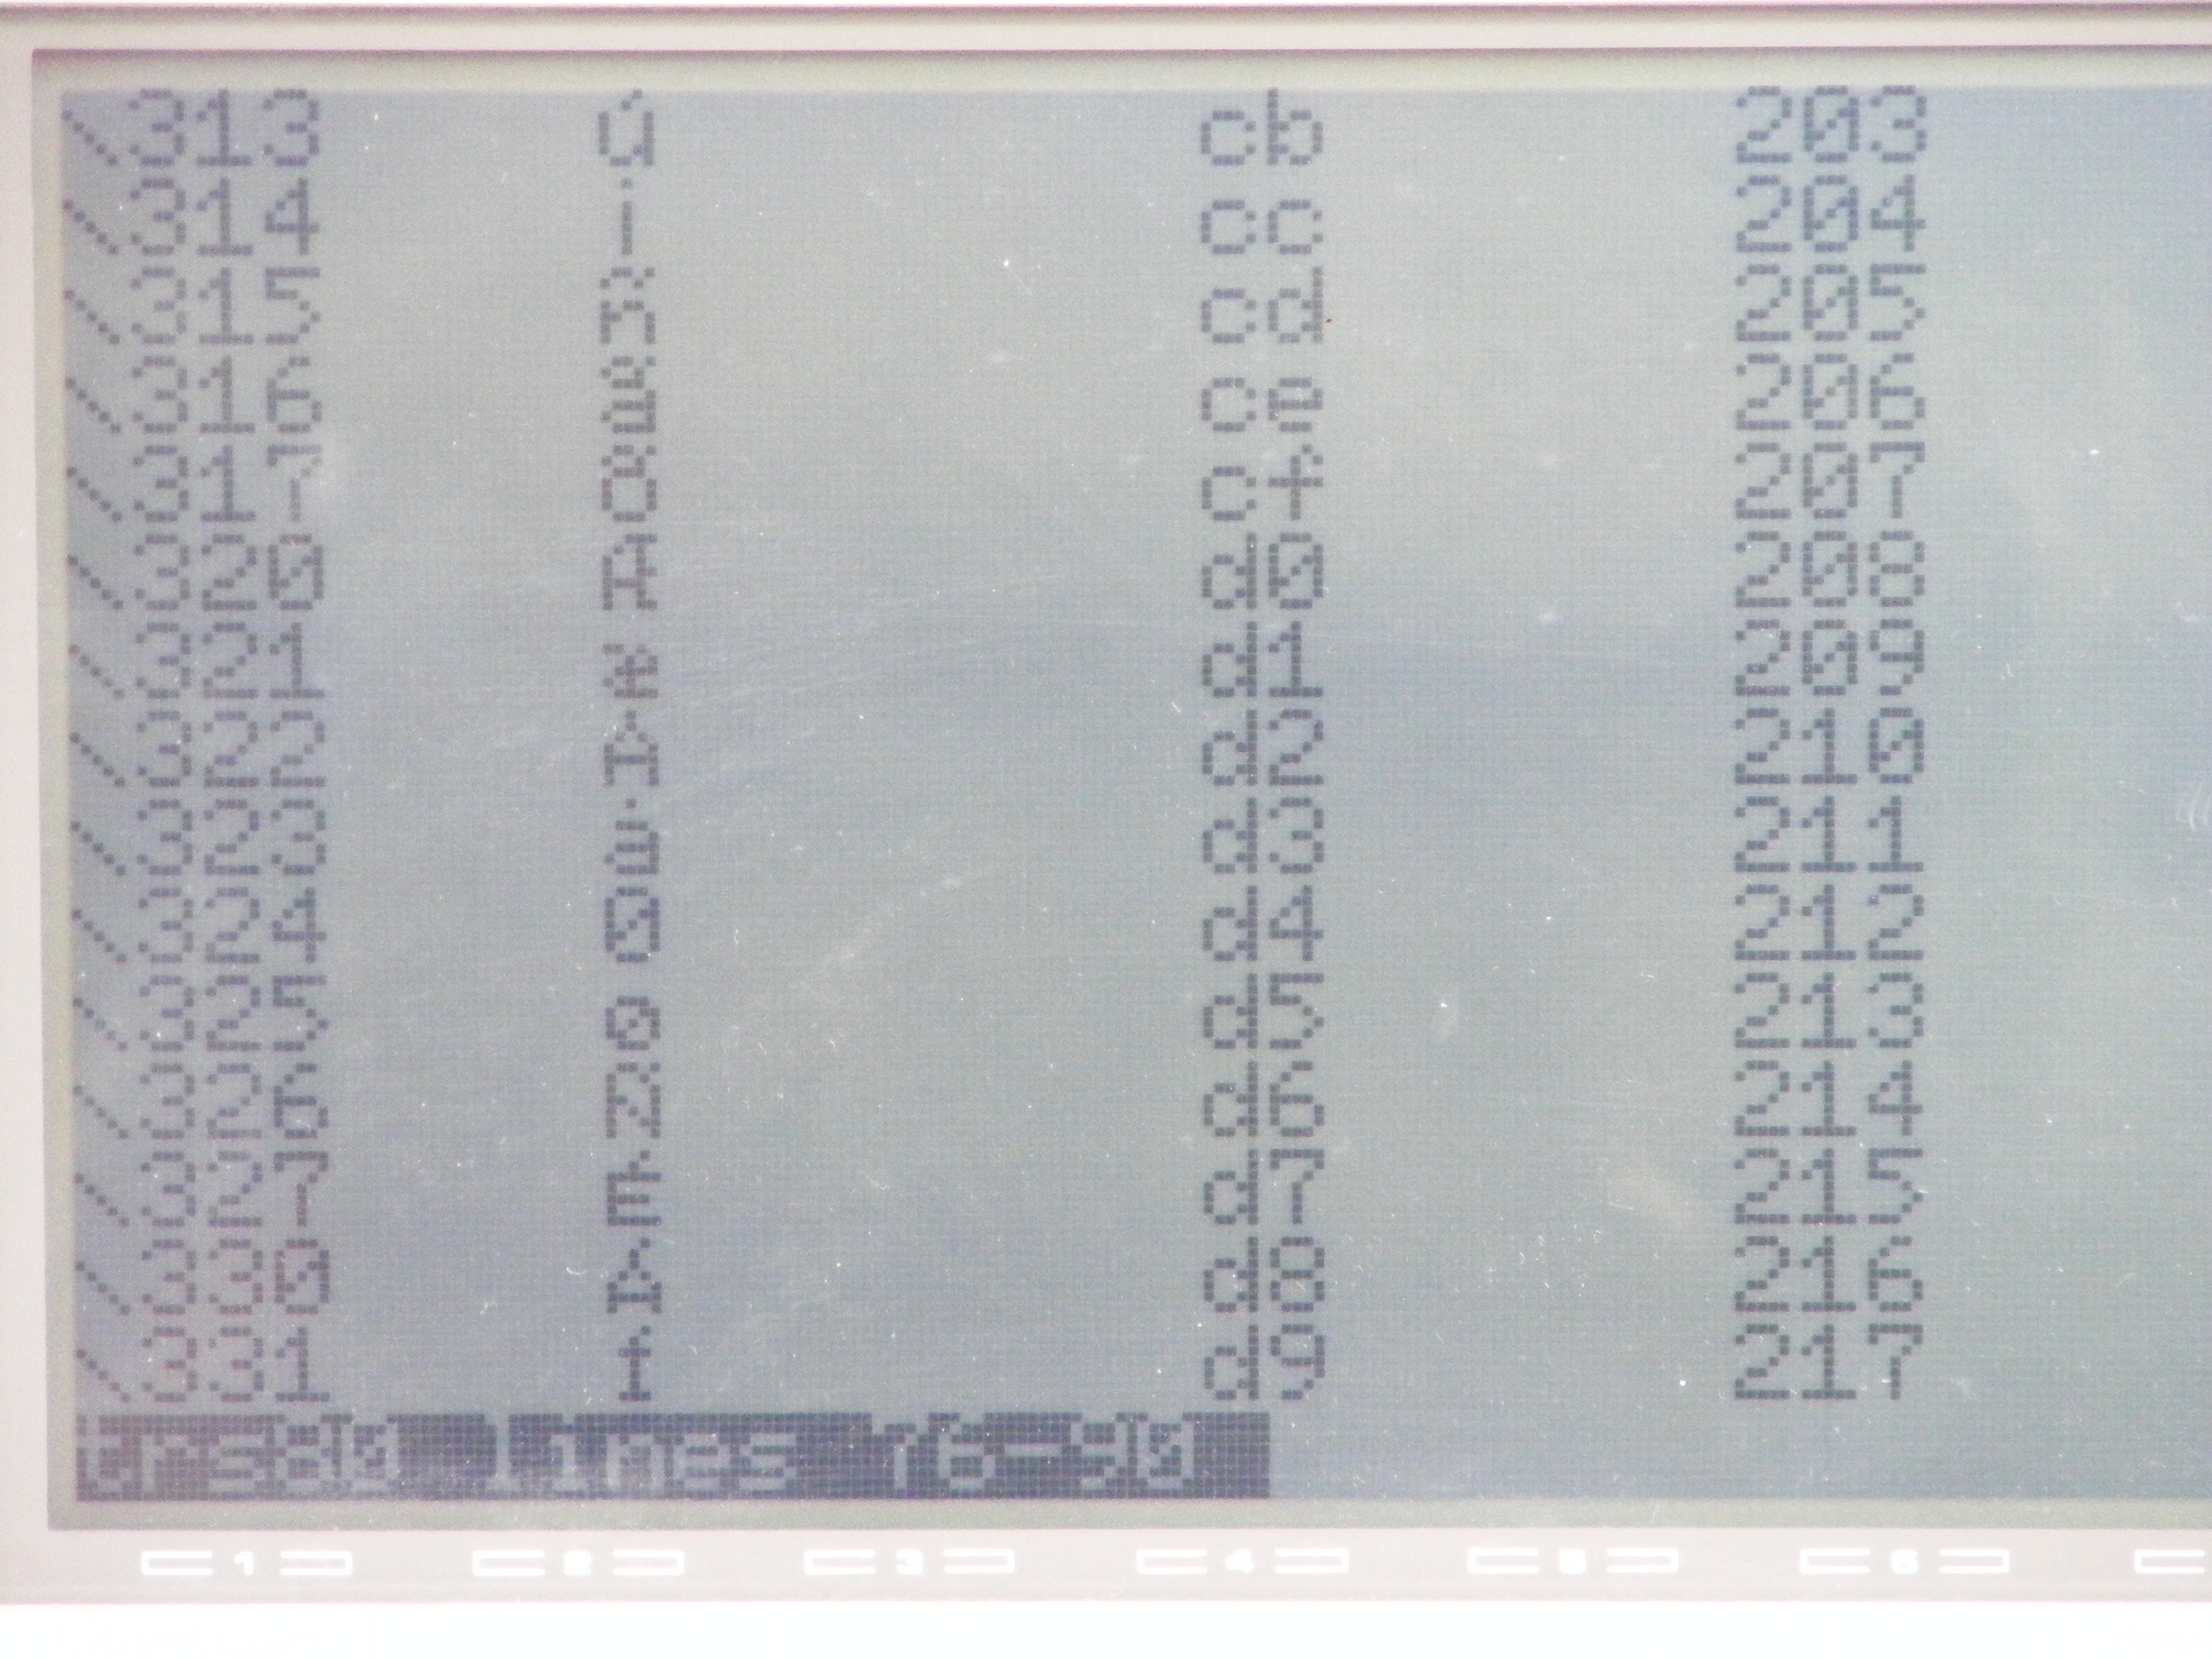 \313 ú cb 203
\314 ¡ cc 204
\315 ñ cd 205
\316 ã ce 206
\317 õ cf 207
\320 Æ d0 208
\321 æ d1 209
\322 Å d2 210
\323 å d3 211
\324 Ø d4 212
\325 ø d5 213
\326 Ñ d6 214
\327 É d7 215
\330 Á d8 216
\331 Í d9 217
trs80 lines 76-90
1 2 3 4 5 6